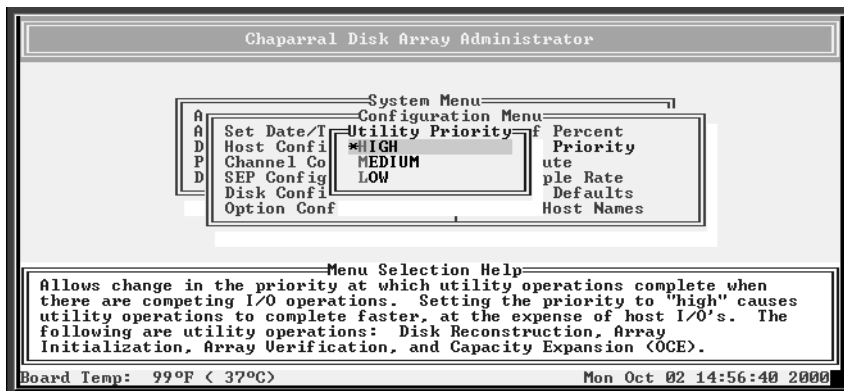 Chaparral Disk Array Administrator
System Menu
A Configuration Menu
A Set Date/T Utility Priority f Percent
D Host Confi *HIGH Priority
P Channel Co MEDIUM ute
D SEP Config LOW ple Rate
Disk Confi Defaults
Option Conf Host Names
Menu Selection Help
Allows change in the priority at which utility operations complete when
there are competing I/O operations. Setting the priority to "high" causes
utility operations to complete faster, at the expense of host I/O's. The
following are utility operations: Disk Reconstruction, Array
Initialization, Array Verification, and Capacity Expansion (OCE).
Board Temp: 99°F ( 37°C) Mon Oct 02 14:56:40 2000